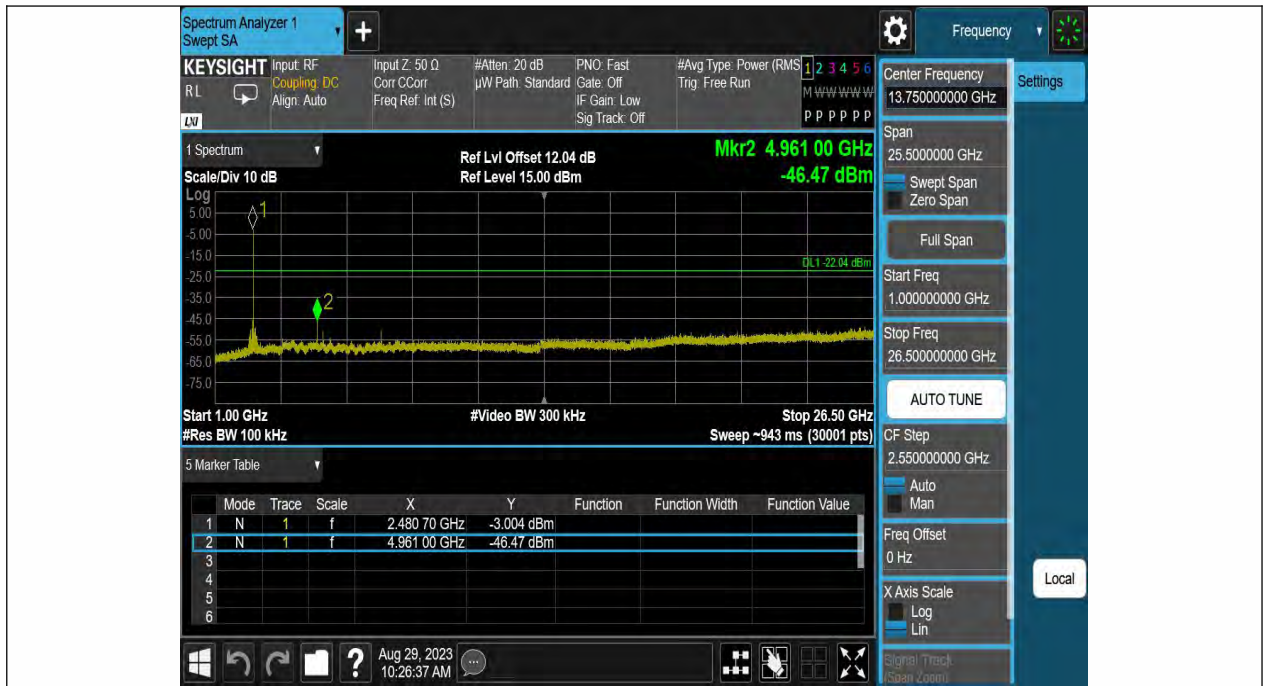 Spectrum Analyzer 1
Swept SA
+
Frequency
KEYSIGHT
RL
LXI
Input: RF
Coupling: DC
Align: Auto
Input Z: 50 Ω
Corr CCorr
Freq Ref: Int (S)
#Atten: 20 dB
µW Path: Standard
PNO: Fast
Gate: Off
IF Gain: Low
Sig Track: Off
#Avg Type: Power (RMS
Trig: Free Run
1 2 3 4 5 6
M W W W W W
P P P P P P
1 Spectrum
Scale/Div 10 dB
Ref Lvl Offset 12.04 dB
Ref Level 15.00 dBm
Mkr2 4.961 00 GHz
-46.47 dBm
Log
5.00
-5.00
-15.0
-25.0
-35.0
-45.0
-55.0
-65.0
-75.0
1
2
DL1 -22.04 dBm
Start 1.00 GHz
#Res BW 100 kHz
#Video BW 300 kHz
Stop 26.50 GHz
Sweep ~943 ms (30001 pts)
5 Marker Table
Mode Trace Scale X Y Function Function Width Function Value
1 N 1 f 2.480 70 GHz -3.004 dBm
2 N 1 f 4.961 00 GHz -46.47 dBm
3
4
5
6
Aug 29, 2023
10:26:37 AM
Center Frequency
13.750000000 GHz
Settings
Span
25.5000000 GHz
Swept Span
Zero Span
Full Span
Start Freq
1.000000000 GHz
Stop Freq
26.500000000 GHz
AUTO TUNE
CF Step
2.550000000 GHz
Auto
Man
Freq Offset
0 Hz
X Axis Scale
Log
Lin
Signal Track
(Span Zoom)
Local